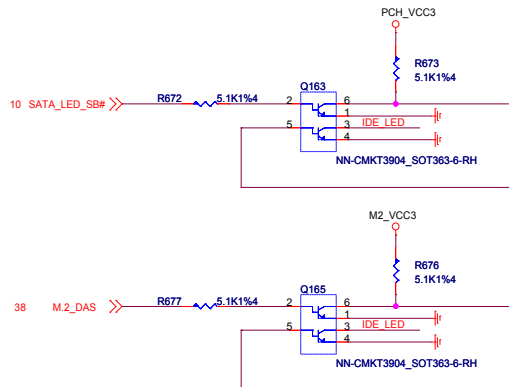 PCH_VCC3
R673
5.1K1%4
Q163
10 SATA_LED_SB# R672 5.1K1%4 2 6
1
5 3 IDE_LED
4
NN-CMKT3904_SOT363-6-RH
M2_VCC3
R676
5.1K1%4
Q165
38 M.2_DAS R677 5.1K1%4 2 6
1
5 3 IDE_LED
4
NN-CMKT3904_SOT363-6-RH